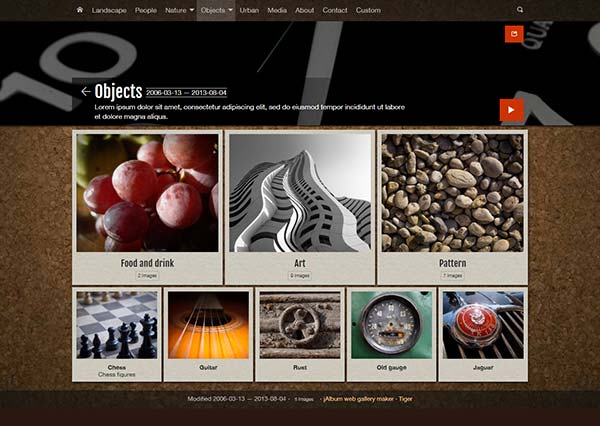 Landscape People Nature Objects Urban Media About Contact Custom
10
QUA
Objects 2006-03-13 — 2013-08-04
Lorem ipsum dolor sit amet, consectetur adipiscing elit, sed do eiusmod tempor incididunt ut labore
et dolore magna aliqua.
Food and drink
2 images
Art
Pattern
7 images
Chess
Chess figures
Guitar
Rust
Old gauge
Jaguar
Modified 2006-03-13 — 2013-08-04 · 5 images · jAlbum web gallery maker · Tiger